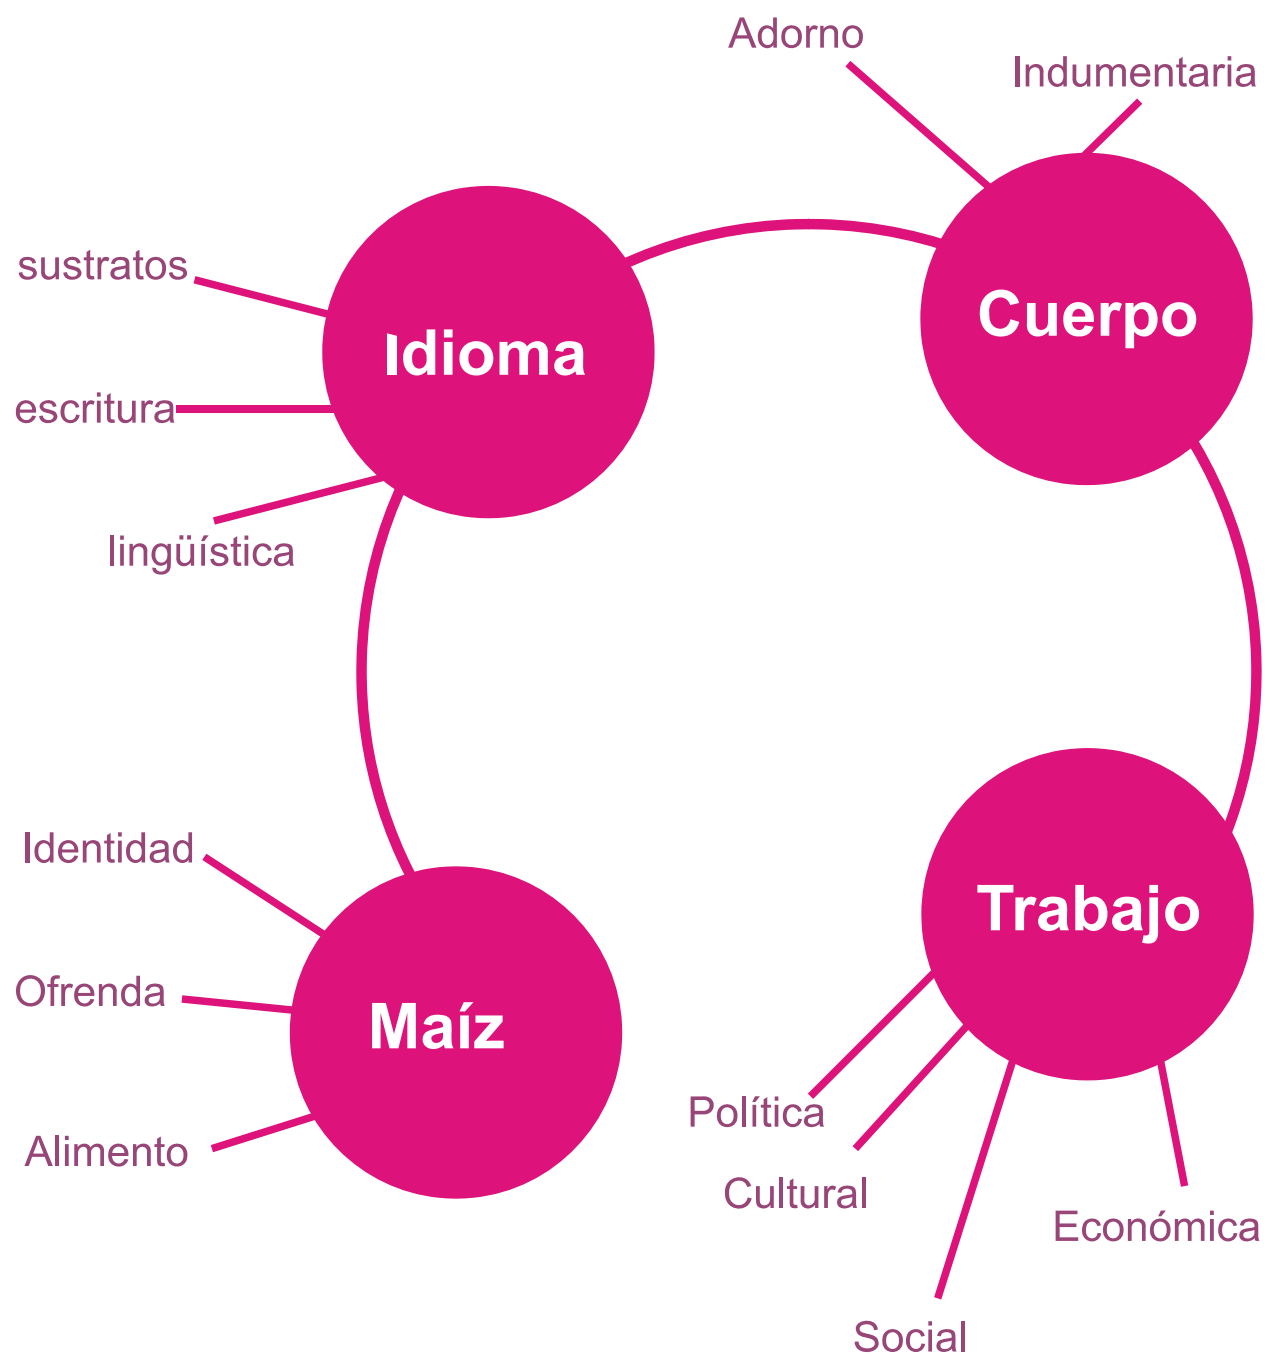 Adorno
Indumentaria
Cuerpo
sustratos
Idioma
escritura
lingüística
Identidad
Ofrenda
Maíz
Alimento
Trabajo
Política
Cultural
Económica
Social